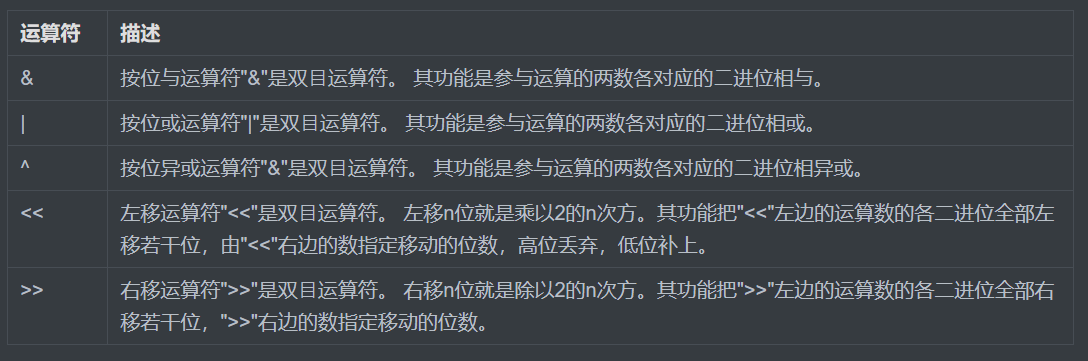 运算符 描述
& 按位与运算符"&"是双目运算符。 其功能是参与运算的两数各对应的二进位相与。
| 按位或运算符"|"是双目运算符。 其功能是参与运算的两数各对应的二进位相或。
^ 按位异或运算符"&"是双目运算符。 其功能是参与运算的两数各对应的二进位相异或。
<< 左移运算符"<<"是双目运算符。 左移n位就是乘以2的n次方。其功能把"<<"左边的运算数的各二进位全部左
移若干位，由"<<"右边的数指定移动的位数，高位丢弃，低位补上。
>> 右移运算符">>"是双目运算符。 右移n位就是除以2的n次方。其功能把">>"左边的运算数的各二进位全部右
移若干位，">>"右边的数指定移动的位数。